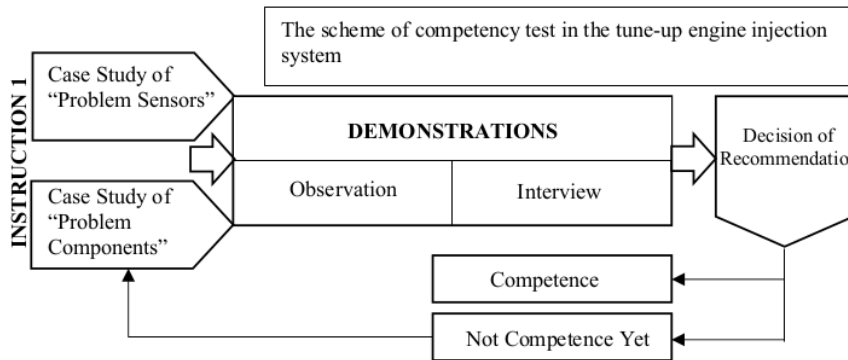 The scheme of competency test in the tune-up engine injection
system
INSTRUCTION 1
Case Study of
“Problem Sensors”
Case Study of
“Problem
Components”
DEMONSTRATIONS
Observation
Interview
Decision of
Recommendation
Competence
Not Competence Yet